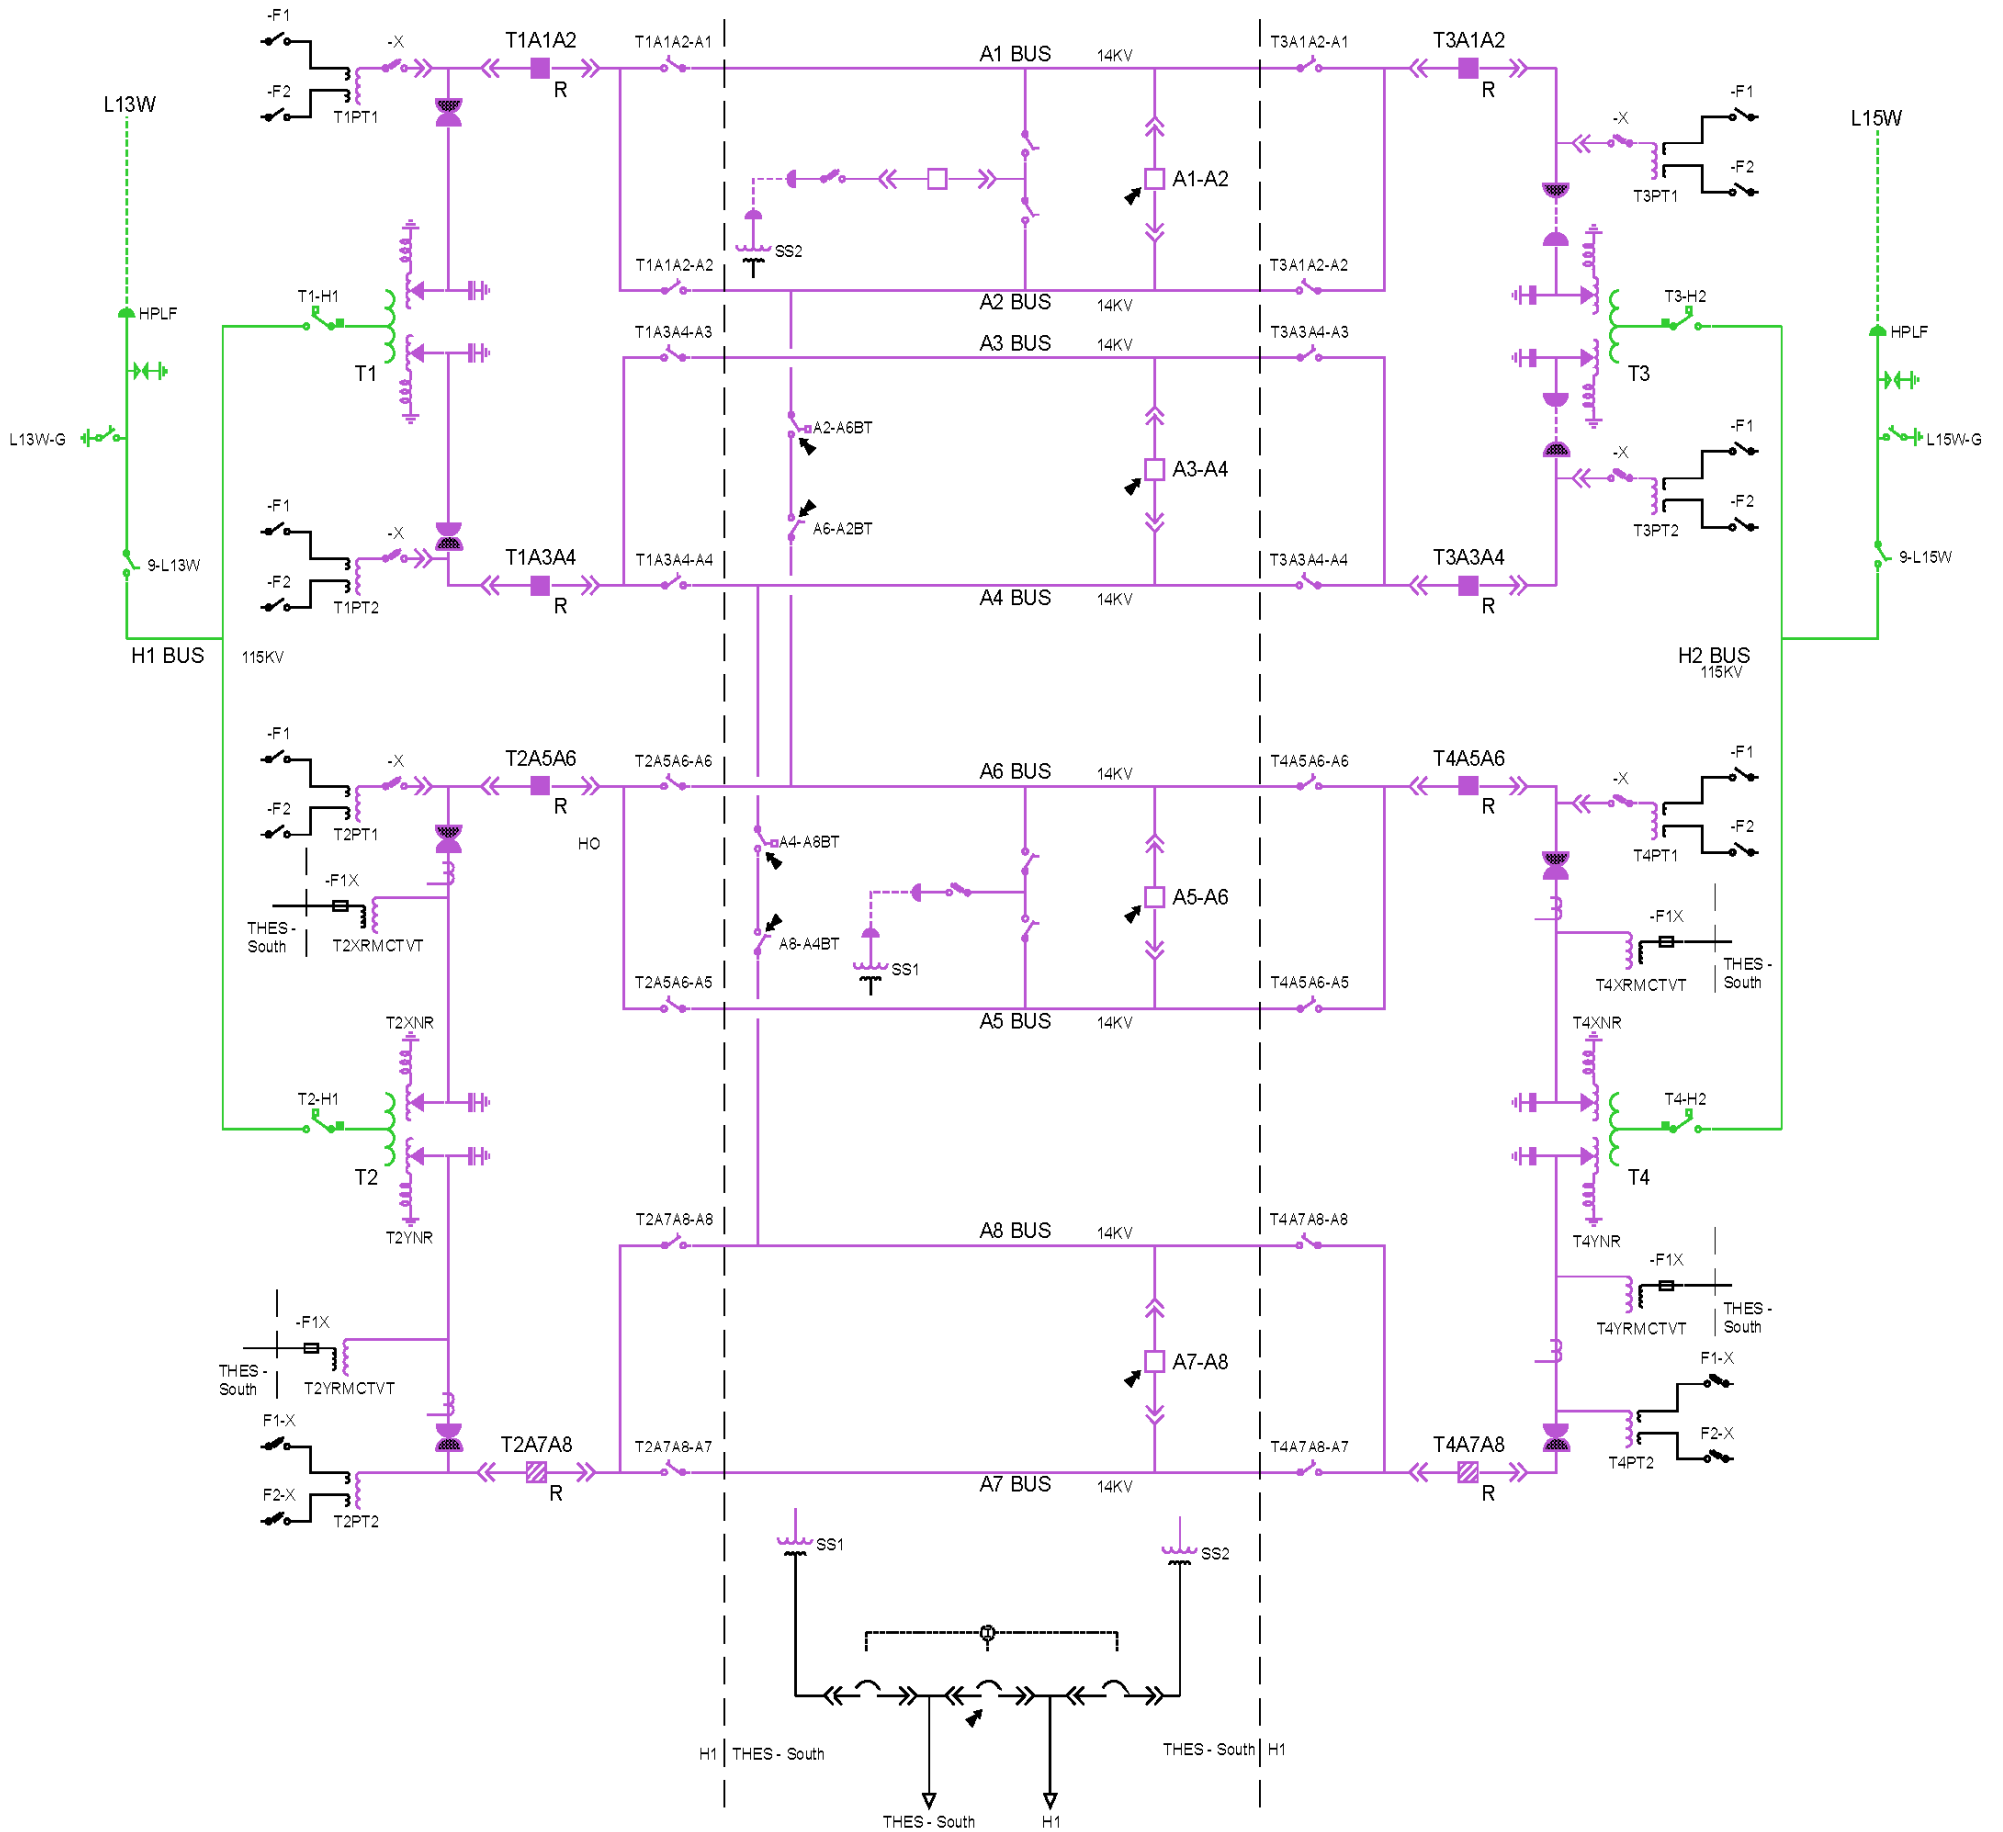 -F1
-X
T1A1A2
T1A1A2-A1
A1 BUS
14KV
T3A1A2-A1
T3A1A2
R
R
-F2
T1PT1
L13W
-X
-F1
L15W
-F2
T3PT1
A1-A2
SS2
T1A1A2-A2
T3A1A2-A2
A2 BUS
14KV
T1-H1
T3-H2
HPLF
HPLF
T1A3A4-A3
A3 BUS
14KV
T3A3A4-A3
T1
T3
L13W-G
A2-A6BT
L15W-G
-X
-F1
A3-A4
-F2
T3PT2
-F1
-X
A6-A2BT
9-L13W
9-L15W
T1A3A4
T1A3A4-A4
T3A3A4-A4
T3A3A4
-F2
T1PT2
R
A4 BUS
14KV
R
H1 BUS
115KV
H2 BUS
115KV
-F1
-X
T2A5A6
T2A5A6-A6
A6 BUS
14KV
T4A5A6-A6
T4A5A6
-X
-F1
-F2
T2PT1
R
R
-F2
T4PT1
HO
A4-A8BT
-F1X
A5-A6
-F1X
THES -
South
T2XRMCTVT
A8-A4BT
SS1
THES -
South
T4XRMCTVT
T2A5A6-A5
T4A5A6-A5
A5 BUS
14KV
T2XNR
T4XNR
T2-H1
T4-H2
T2
T4
T2YNR
T4YNR
T2A7A8-A8
A8 BUS
14KV
T4A7A8-A8
-F1X
THES -
South
T4YRMCTVT
-F1X
THES -
South
T2YRMCTVT
A7-A8
F1-X
F1-X
T2A7A8
T2A7A8-A7
T4A7A8-A7
T4A7A8
F2-X
T4PT2
F2-X
T2PT2
R
A7 BUS
14KV
R
SS1
SS2
H1
THES - South
THES - South
H1
THES - South
H1